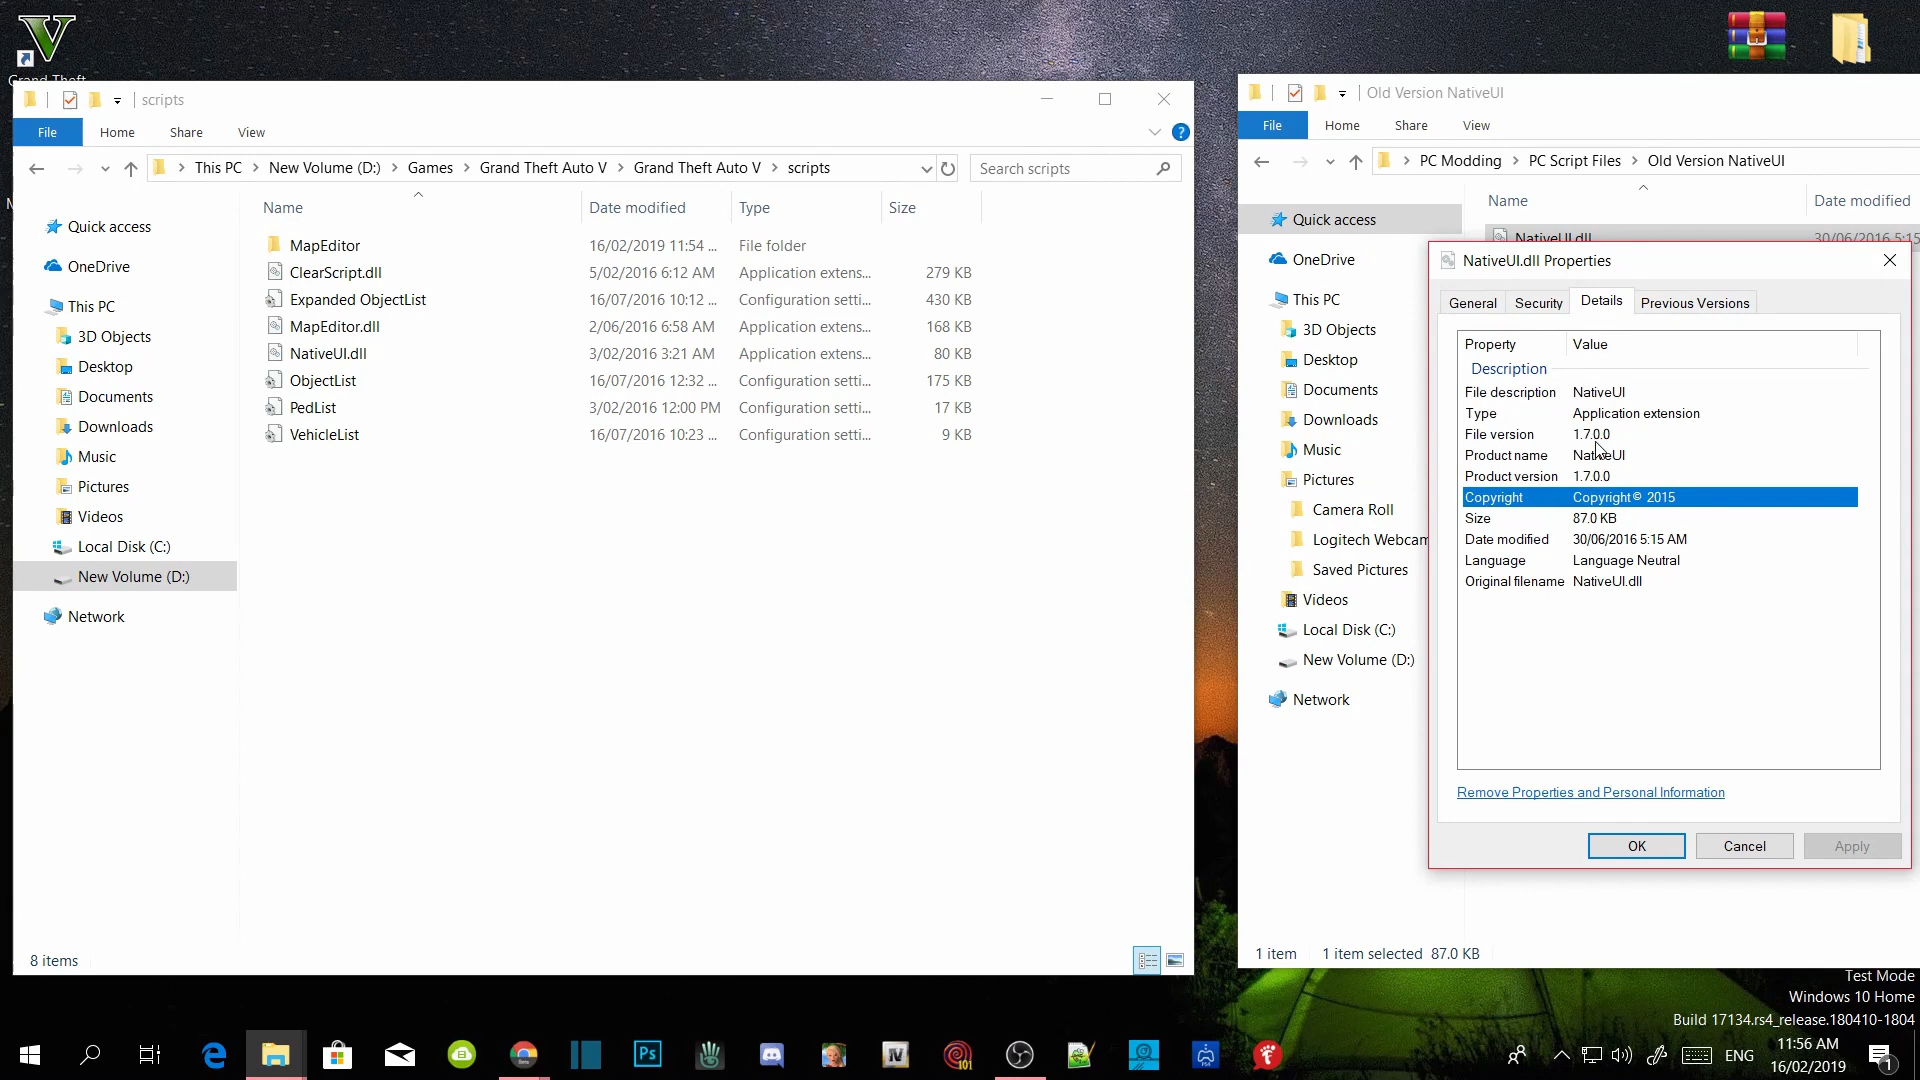 Grand Theft
scripts
File Home Share View
This PC New Volume (D:) Games Grand Theft Auto V Grand Theft Auto V scripts
Search scripts
Name Date modified Type Size
MapEditor 16/02/2019 11:54 ... File folder
ClearScript.dll 5/02/2016 6:12 AM Application extens... 279 KB
Expanded ObjectList 16/07/2016 10:12 ... Configuration setti... 430 KB
MapEditor.dll 2/06/2016 6:58 AM Application extens... 168 KB
NativeUI.dll 3/02/2016 3:21 AM Application extens... 80 KB
ObjectList 16/07/2016 12:32 ... Configuration setti... 175 KB
PedList 3/02/2016 12:00 PM Configuration setti... 17 KB
VehicleList 16/07/2016 10:23 ... Configuration setti... 9 KB
Quick access
OneDrive
This PC
3D Objects
Desktop
Documents
Downloads
Music
Pictures
Videos
Local Disk (C:)
New Volume (D:)
Network
8 items
Old Version NativeUI
File Home Share View
PC Modding PC Script Files Old Version NativeUI
Name Date modified
NativeUI.dll 30/06/2016 5:15
Quick access
OneDrive
This PC
3D Objects
Desktop
Documents
Downloads
Music
Pictures
Camera Roll
Logitech Webcam
Saved Pictures
Videos
Local Disk (C:)
New Volume (D:)
Network
1 item 1 item selected 87.0 KB
NativeUI.dll Properties
General Security Details Previous Versions
Property Value
Description
File description NativeUI
Type Application extension
File version 1.7.0.0
Product name NativeUI
Product version 1.7.0.0
Copyright Copyright © 2015
Size 87.0 KB
Date modified 30/06/2016 5:15 AM
Language Language Neutral
Original filename NativeUI.dll
Remove Properties and Personal Information
OK Cancel Apply
Test Mode
Windows 10 Home
Build 17134.rs4_release.180410-1804
Ps
IV
101
PS4
ENG
11:56 AM
16/02/2019
1